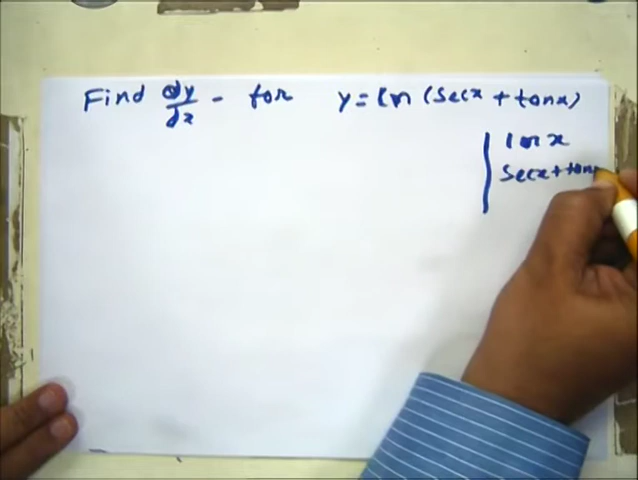 Find dy/dx - for y = ln (secx + tanx)
ln x
secx + tanx